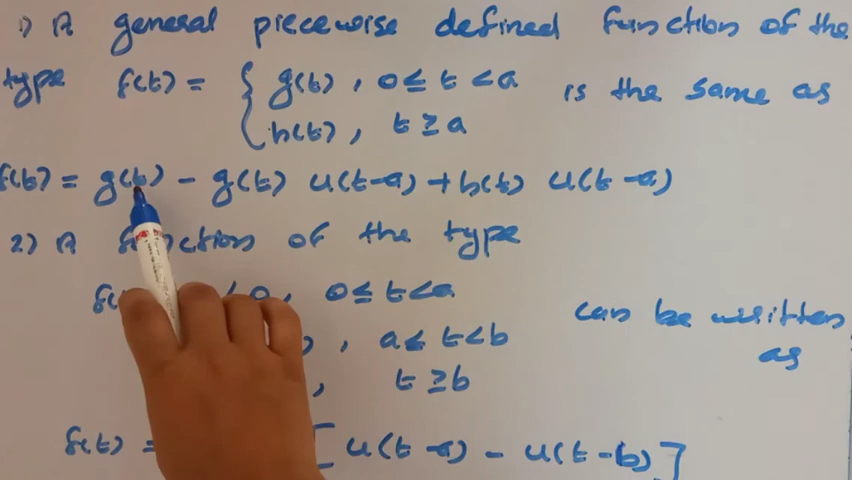 1) A general piecewise defined function of the
type f(t) = { g(t), 0 ≤ t < a is the same as
h(t), t ≥ a
f(t) = g(t) - g(t) u(t-a) + h(t) u(t-a)
2) A function of the type
0, 0 ≤ t < a
, a ≤ t < b can be written
, t ≥ b as
f(t) = [ u(t-a) - u(t-b) ]